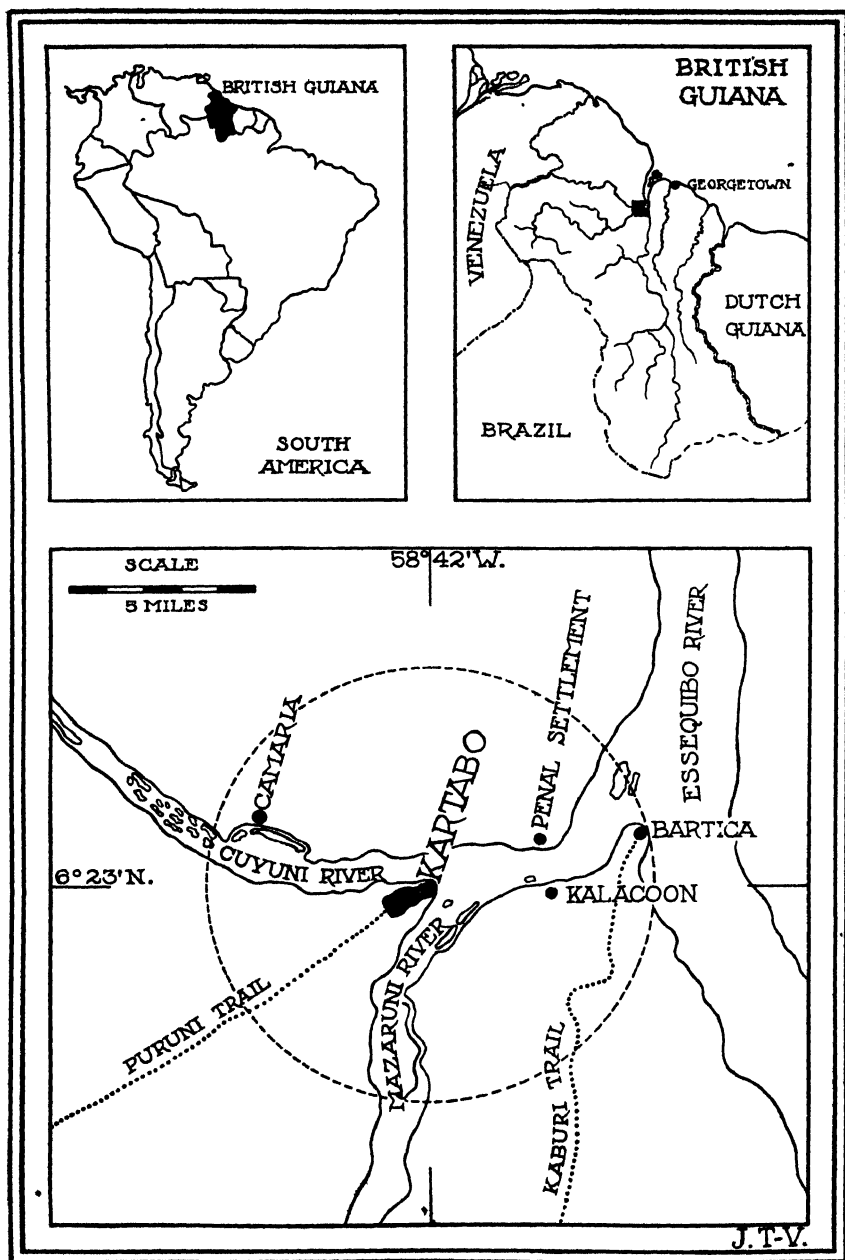 BRITISH GUIANA
SOUTH
AMERICA
BRITISH
GUIANA
VENEZUELA
GEORGETOWN
DUTCH
GUIANA
BRAZIL
SCALE
5 MILES
58°42'W.
ESSEQUIBO RIVER
PENAL SETTLEMENT
CAMARIA
KARTABO
BARTICA
CUYUNI RIVER
6°23'N.
KALACOON
MAZARUNI RIVER
PURUNI TRAIL
KABURI TRAIL
J.T-V.